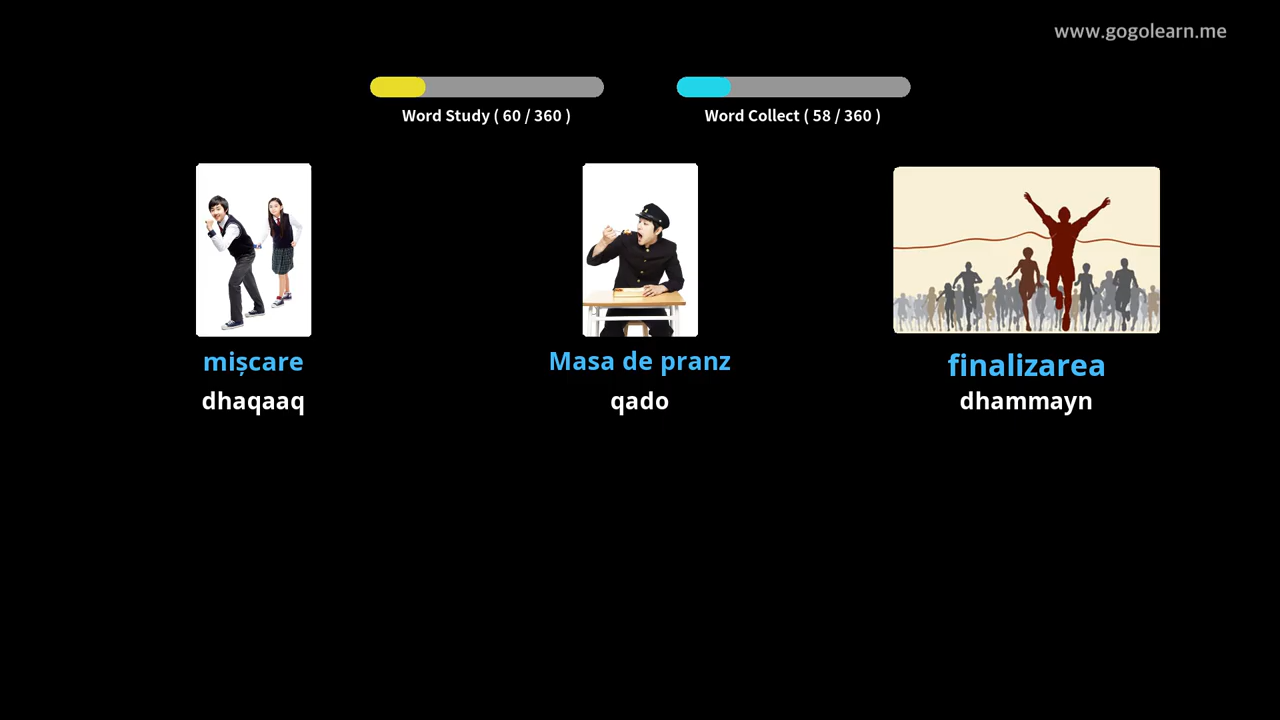 www.gogolearn.me
Word Study ( 60 / 360 )
Word Collect ( 58 / 360 )
mișcare
dhaqaaq
Masa de pranz
qado
finalizarea
dhammayn